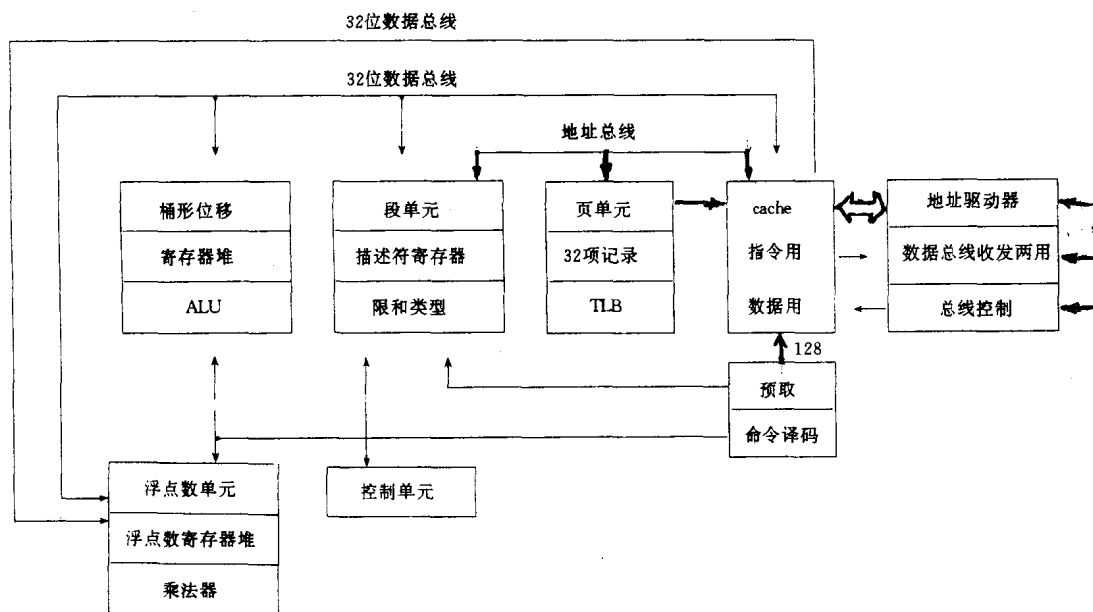 32位数据总线
32位数据总线
地址总线
桶形位移
寄存器堆
ALU
段单元
描述符寄存器
限和类型
页单元
32项记录
TLB
cache
指令用
数据用
地址驱动器
数据总线收发两用
总线控制
128
预取
命令译码
浮点数单元
浮点数寄存器堆
乘法器
控制单元